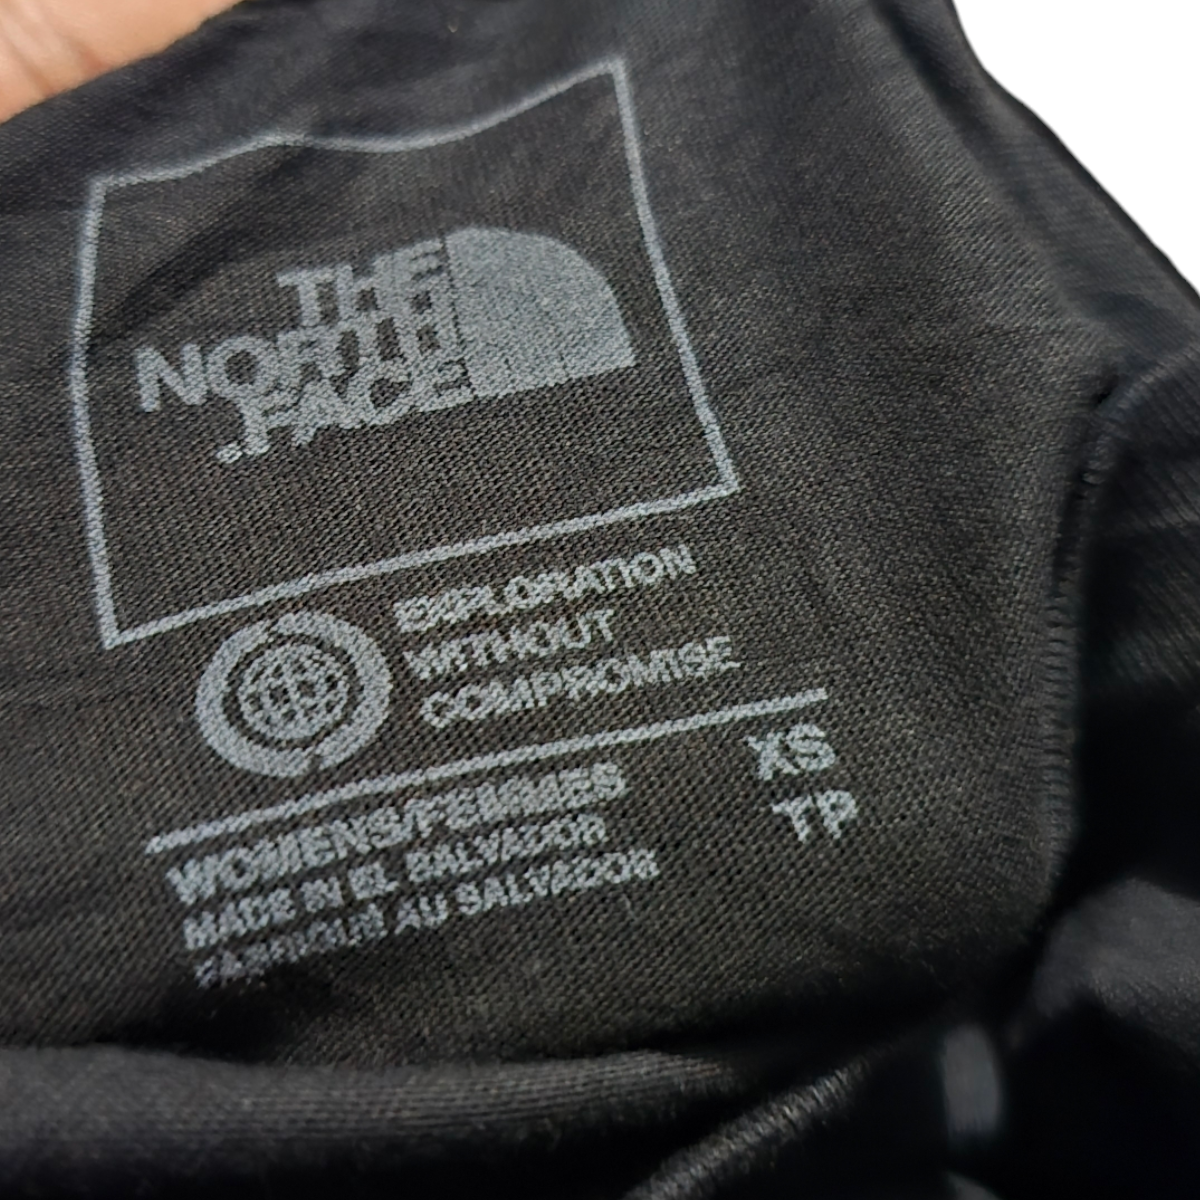 THE
NORTH
FACE
EXPLORATION
WITHOUT
COMPROMISE
XS
TP
WOMENS/FEMMES
MADE IN EL SALVADOR
FABRIQUÉ AU SALVADOR